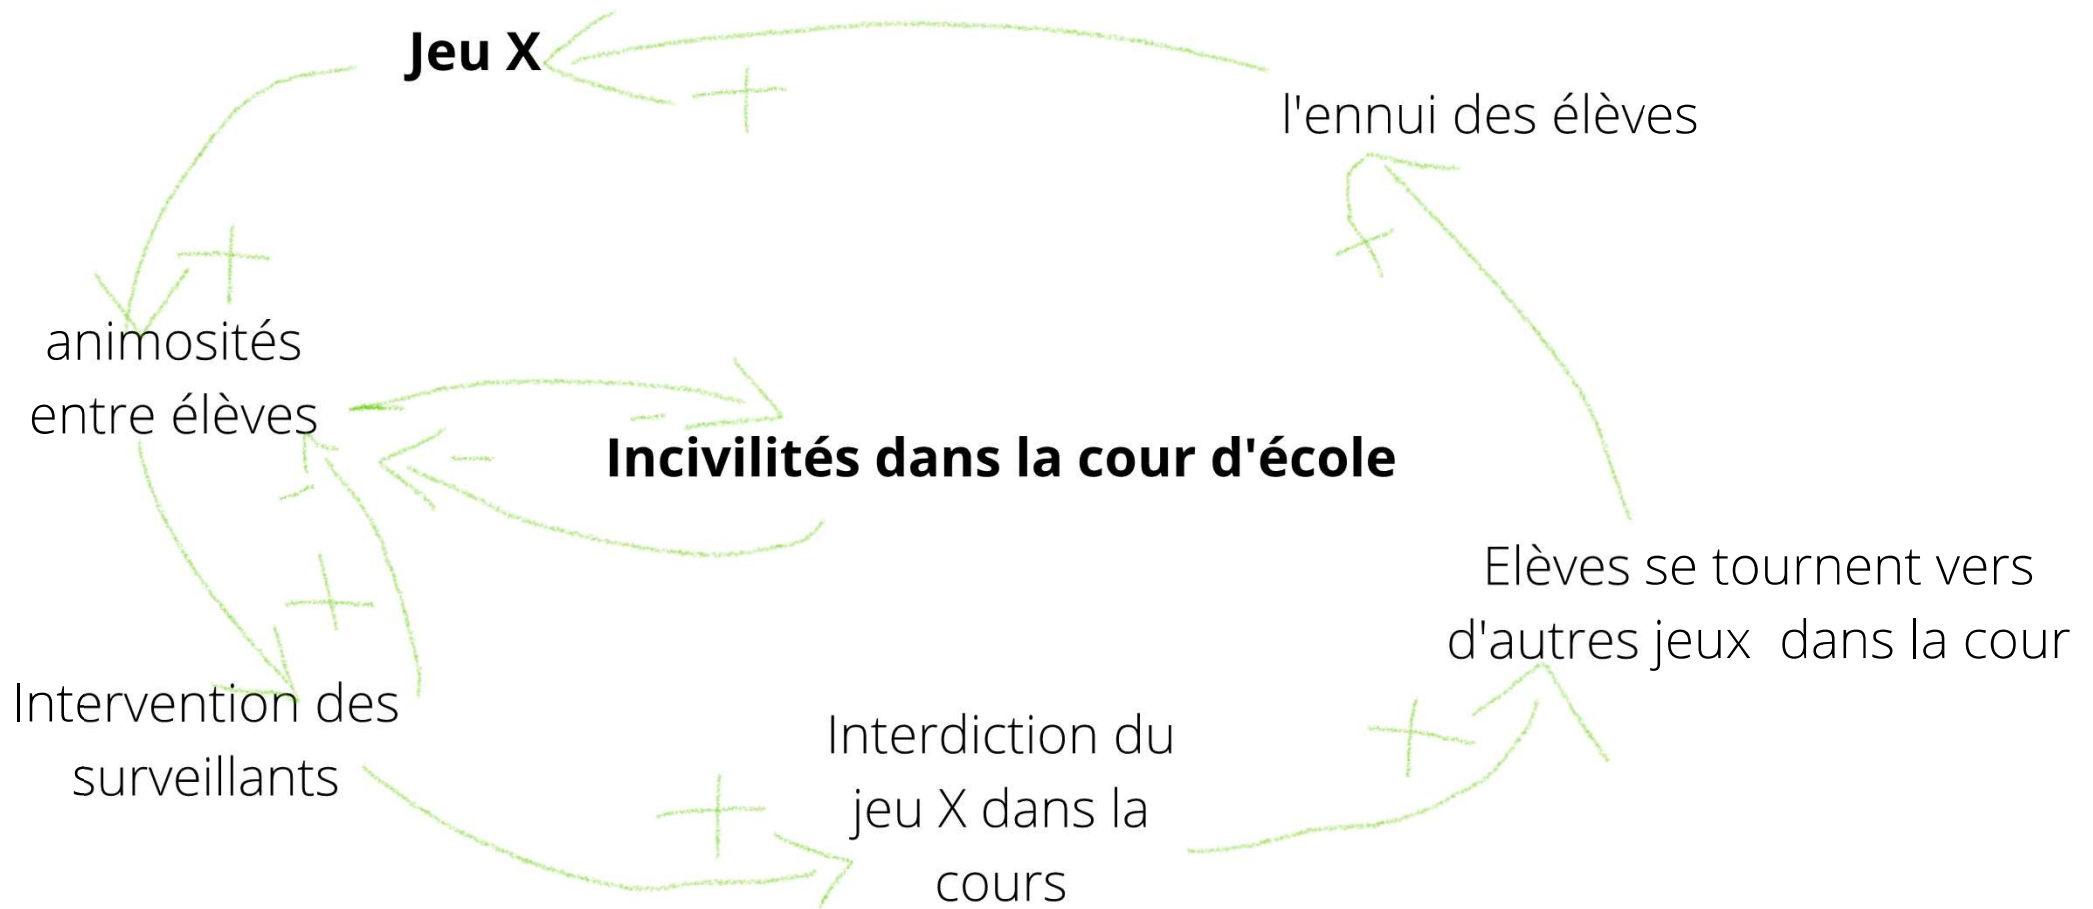 Jeu X
+
l'ennui des élèves
+
+
animosités
entre élèves
-
-
Incivilités dans la cour d'école
-
+
Elèves se tournent vers
d'autres jeux  dans la cour
Intervention des
surveillants
+
Interdiction du
jeu X dans la
cours
+